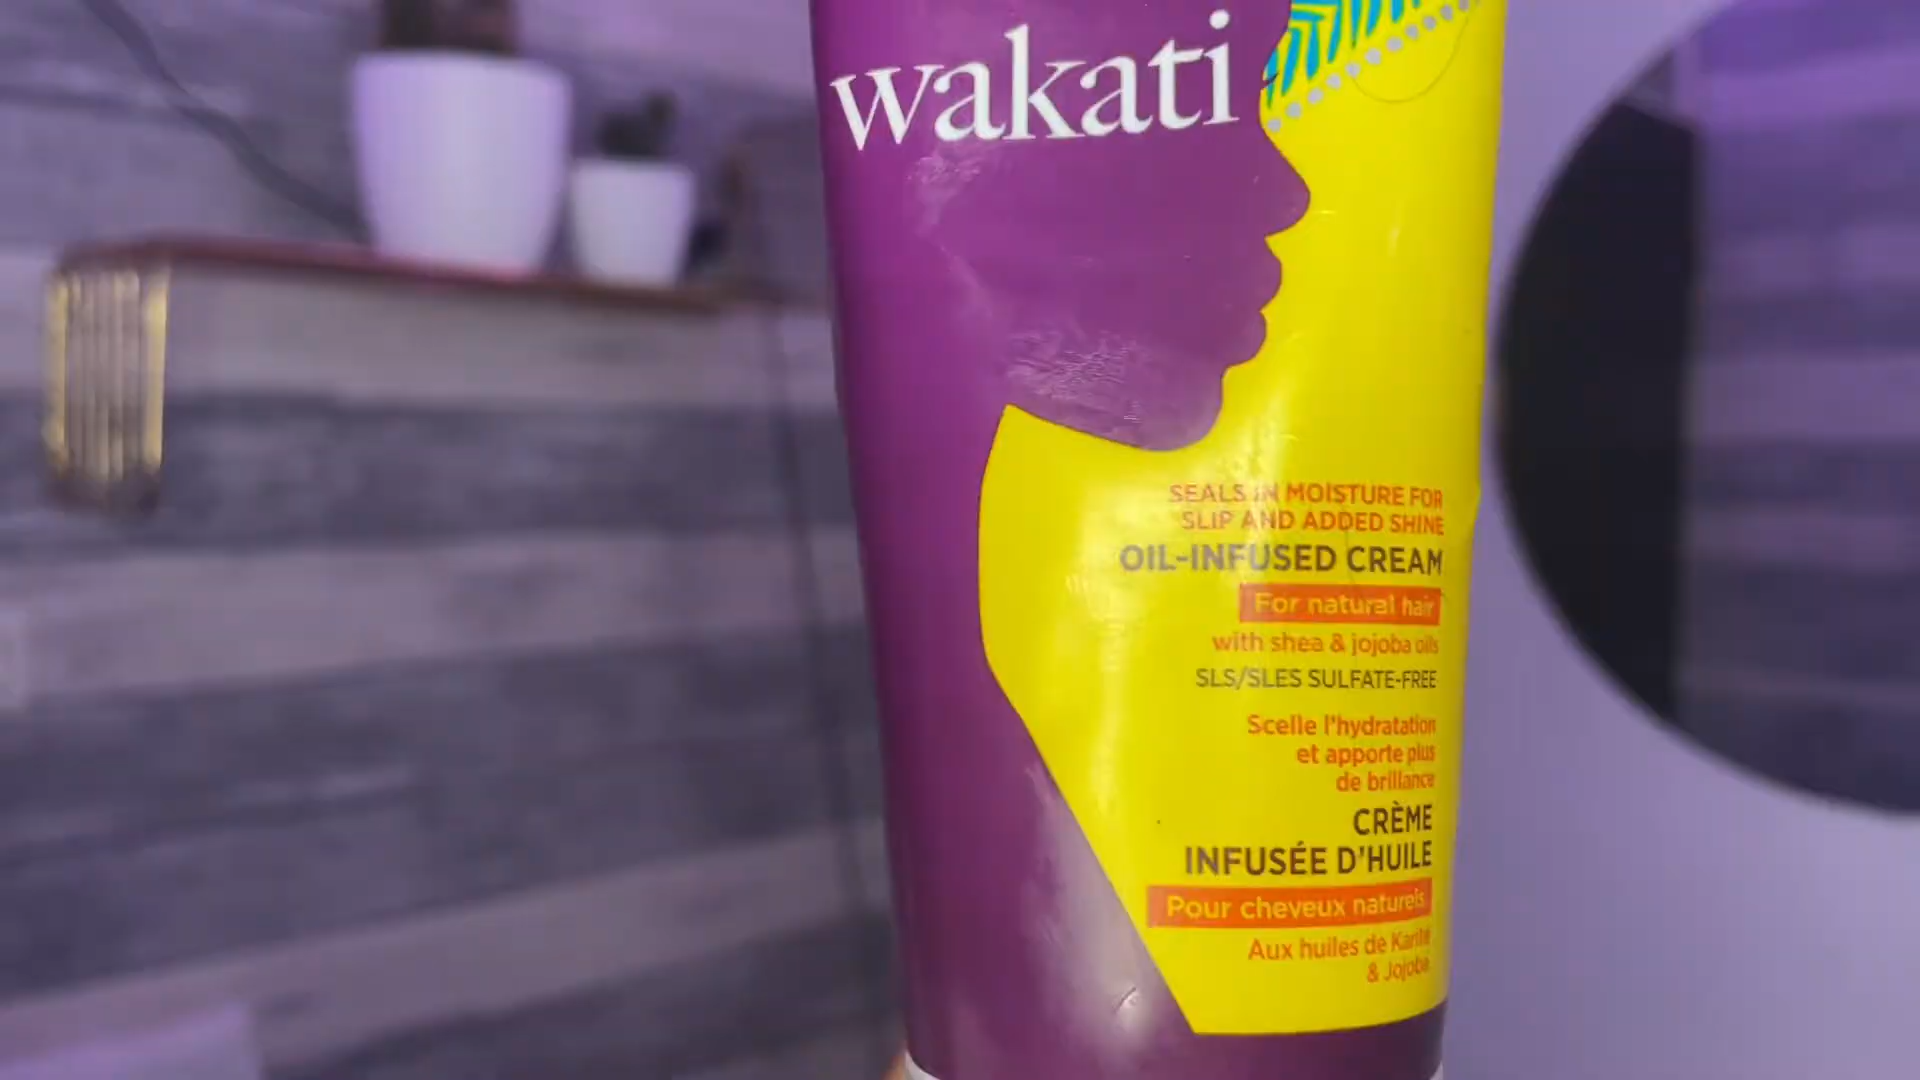 wakati
SEALS IN MOISTURE FOR
SLIP AND ADDED SHINE
OIL-INFUSED CREAM
For natural hair
with shea & jojoba oils
SLS/SLES SULFATE-FREE
Scelle l'hydratation
et apporte plus
de brillance
CRÈME
INFUSÉE D'HUILE
Pour cheveux naturels
Aux huiles de Karité
& Jojoba